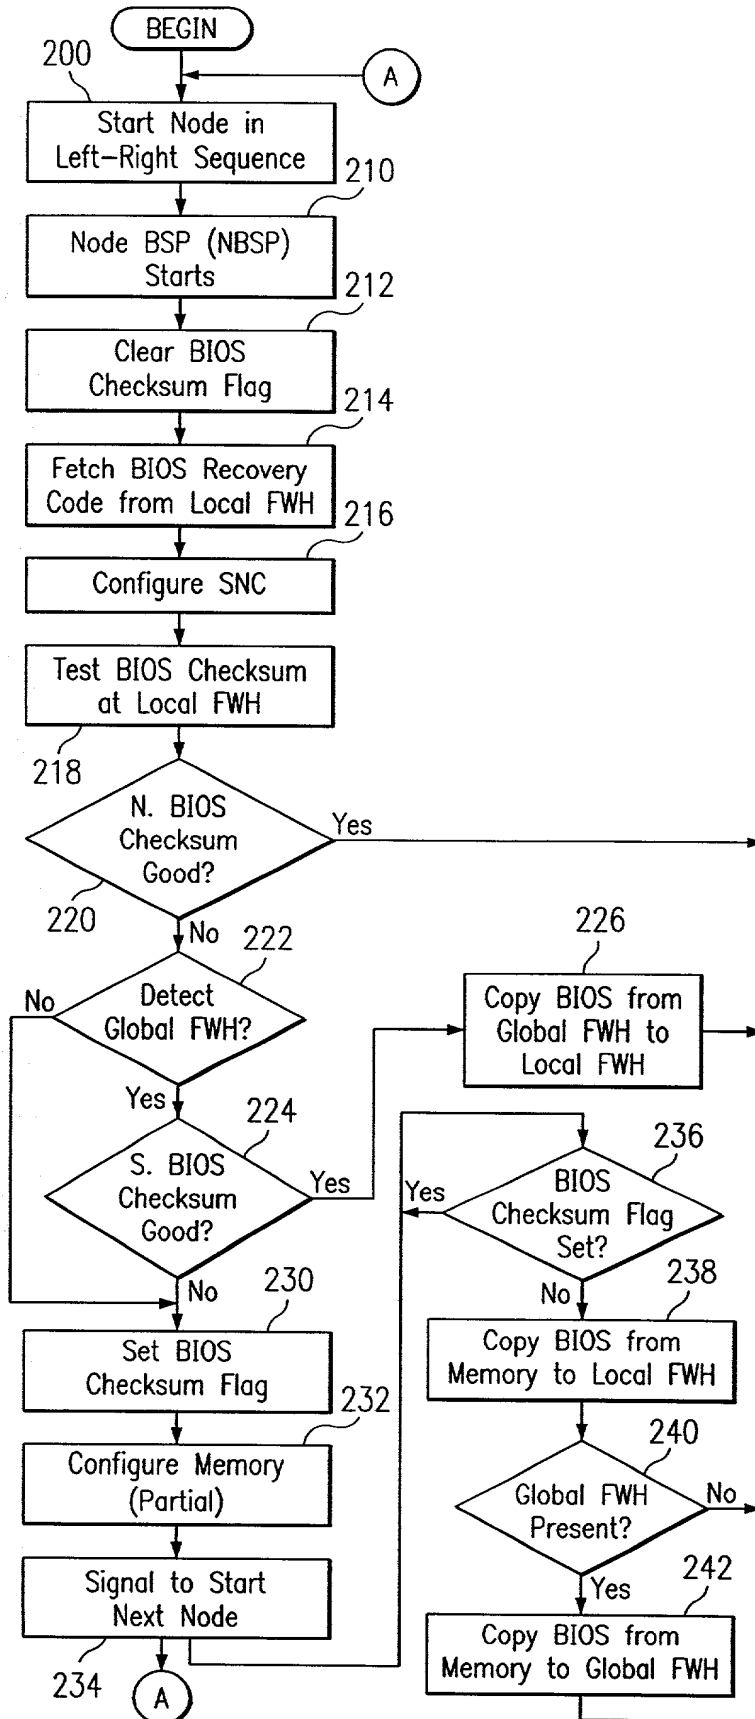 BEGIN
A
200
Start Node in
Left-Right Sequence
210
Node BSP (NBSP)
Starts
212
Clear BIOS
Checksum Flag
214
Fetch BIOS Recovery
Code from Local FWH
216
Configure SNC
Test BIOS Checksum
at Local FWH
218
N. BIOS
Checksum
Good?
Yes
220
No
222
Detect
Global FWH?
No
Yes
224
S. BIOS
Checksum
Good?
Yes
No
226
Copy BIOS from
Global FWH to
Local FWH
230
Set BIOS
Checksum Flag
232
Configure Memory
(Partial)
Signal to Start
Next Node
234
A
236
BIOS
Checksum Flag
Set?
Yes
No
238
Copy BIOS from
Memory to Local FWH
240
Global FWH
Present?
No
Yes
242
Copy BIOS from
Memory to Global FWH